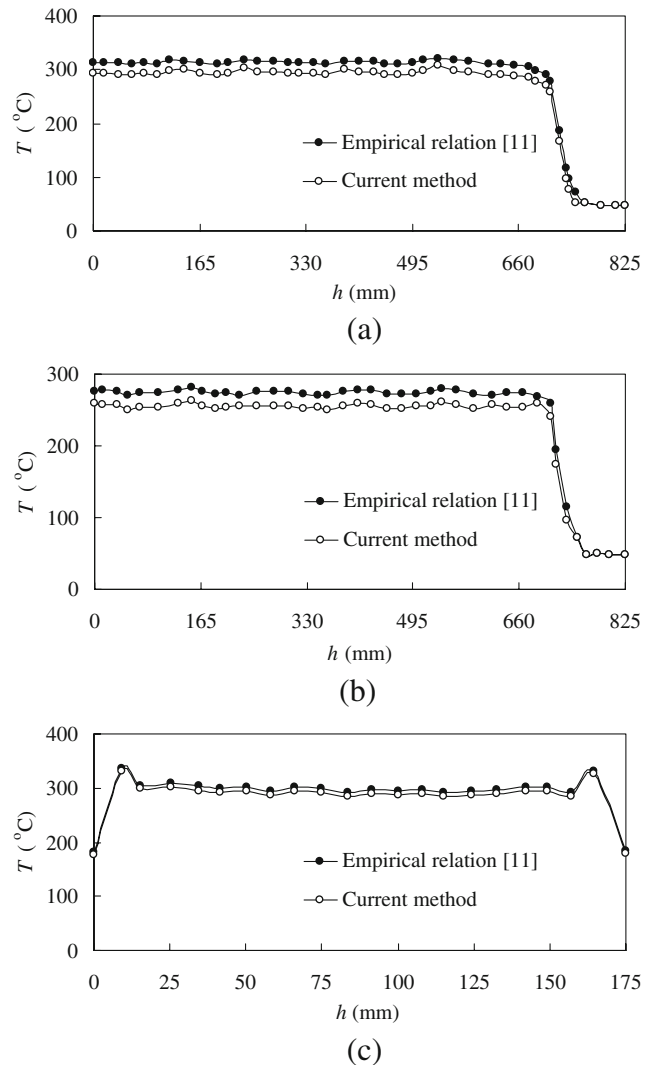 400
300
200
100
0
T ( °C)
Empirical relation [11]
Current method
0 165 330 495 660 825
h (mm)
(a)
300
200
100
0
T ( °C)
Empirical relation [11]
Current method
0 165 330 495 660 825
h (mm)
(b)
400
300
200
100
0
T ( °C)
Empirical relation [11]
Current method
0 25 50 75 100 125 150 175
h (mm)
(c)